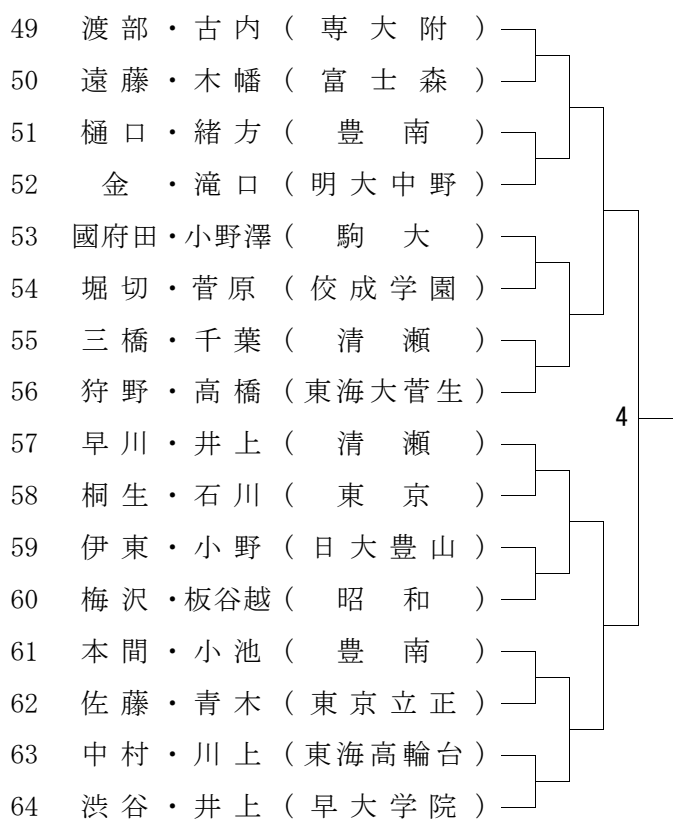 49 渡部・古内（専大附）
50 遠藤・木幡（富士森）
51 樋口・緒方（豊南）
52 金・滝口（明大中野）
53 國府田・小野澤（駒大）
54 堀切・菅原（佼成学園）
55 三橋・千葉（清瀬）
56 狩野・高橋（東海大菅生）
4
57 早川・井上（清瀬）
58 桐生・石川（東京）
59 伊東・小野（日大豊山）
60 梅沢・板谷越（昭和）
61 本間・小池（豊南）
62 佐藤・青木（東京立正）
63 中村・川上（東海高輪台）
64 渋谷・井上（早大学院）